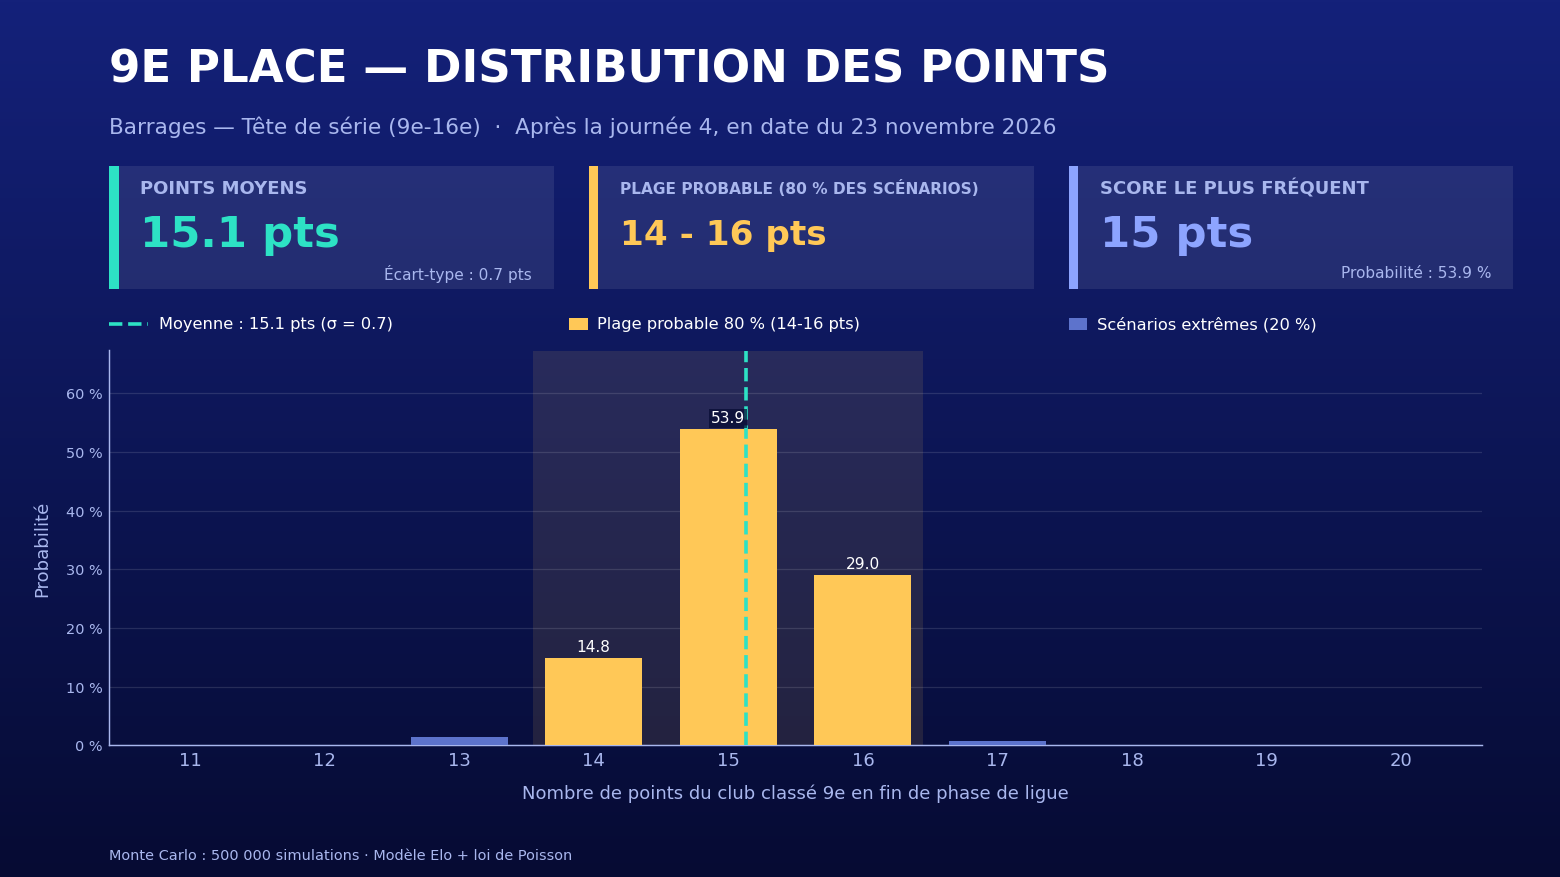 9E PLACE — DISTRIBUTION DES POINTS
Barrages — Tête de série (9e-16e)  ·  Après la journée 4, en date du 23 novembre 2026
POINTS MOYENS
15.1 pts
Écart-type : 0.7 pts
PLAGE PROBABLE (80 % DES SCÉNARIOS)
14 - 16 pts
SCORE LE PLUS FRÉQUENT
15 pts
Probabilité : 53.9 %
Moyenne : 15.1 pts (σ = 0.7)
Plage probable 80 % (14-16 pts)
Scénarios extrêmes (20 %)
Probabilité
60 %
50 %
40 %
30 %
20 %
10 %
0 %
14.8
53.9
29.0
11 12 13 14 15 16 17 18 19 20
Nombre de points du club classé 9e en fin de phase de ligue
Monte Carlo : 500 000 simulations · Modèle Elo + loi de Poisson